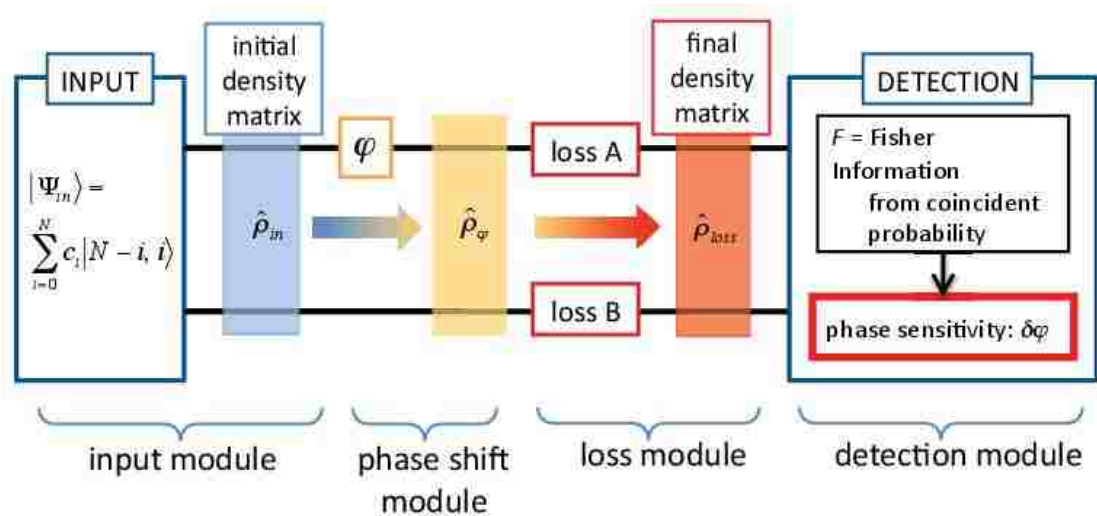 INPUT
|Ψ_in⟩ =
∑_{i=0}^{N} c_i|N − i, i⟩
initial
density
matrix
ρ̂_in
φ
ρ̂_φ
loss A
loss B
final
density
matrix
ρ̂_loss
DETECTION
F = Fisher
Information
from coincident
probability
phase sensitivity: δφ
input module
phase shift
module
loss module
detection module